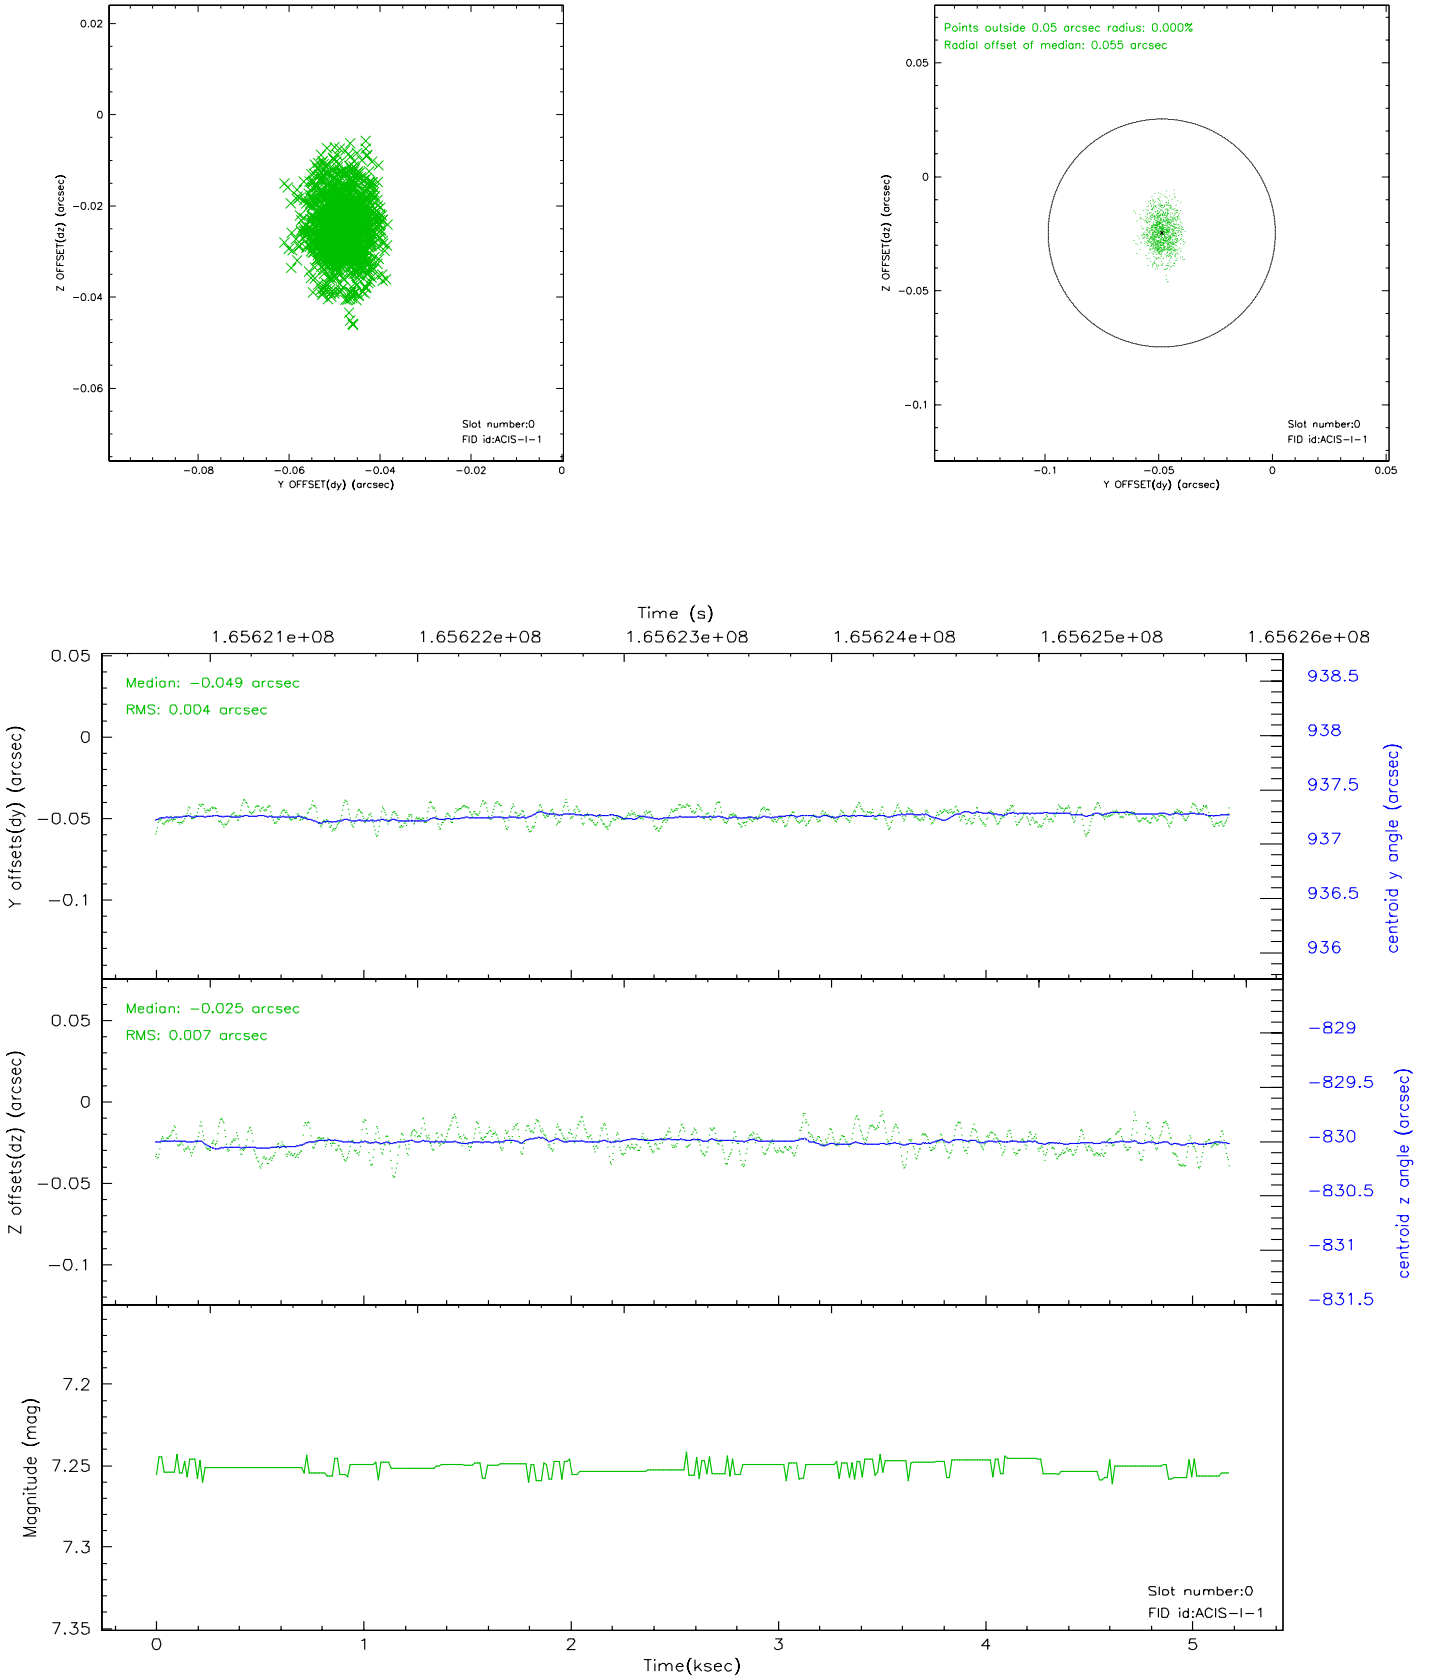 0.02
0
-0.02
-0.04
-0.06
Z OFFSET(dz) (arcsec)
Slot number:0
FID id:ACIS-I-1
-0.08 -0.06 -0.04 -0.02 0
Y OFFSET(dy) (arcsec)
Points outside 0.05 arcsec radius: 0.000%
Radial offset of median: 0.055 arcsec
0.05
0
-0.05
-0.1
Z OFFSET(dz) (arcsec)
Slot number:0
FID id:ACIS-I-1
-0.1 -0.05 0 0.05
Y OFFSET(dy) (arcsec)
Time (s)
1.65621e+08 1.65622e+08 1.65623e+08 1.65624e+08 1.65625e+08 1.65626e+08
Median: -0.049 arcsec
RMS: 0.004 arcsec
0.05
0
-0.05
-0.1
Y offsets(dy) (arcsec)
938.5
938
937.5
937
936.5
936
centroid y angle (arcsec)
Median: -0.025 arcsec
RMS: 0.007 arcsec
0.05
0
-0.05
-0.1
Z offsets(dz) (arcsec)
-829
-829.5
-830
-830.5
-831
-831.5
centroid z angle (arcsec)
7.2
7.25
7.3
7.35
Magnitude (mag)
Slot number:0
FID id:ACIS-I-1
0 1 2 3 4 5
Time(ksec)